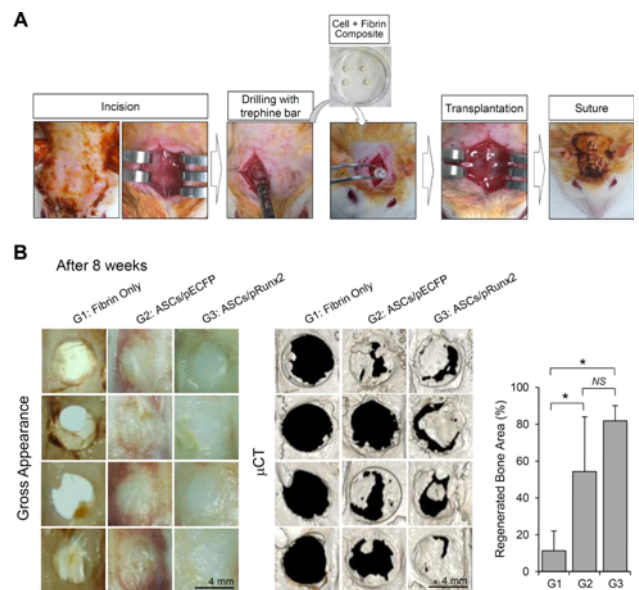 A
Cell + Fibrin
Composite
Incision
Drilling with
trephine bar
Transplantation
Suture
B
After 8 weeks
G1: Fibrin Only
G2: ASCs/pECFP
G3: ASCs/pRunx2
G1: Fibrin Only
G2: ASCs/pECFP
G3: ASCs/pRunx2
Gross Appearance
4 mm
µCT
4 mm
Regenerated Bone Area (%)
100
80
60
40
20
0
*
*
NS
G1
G2
G3